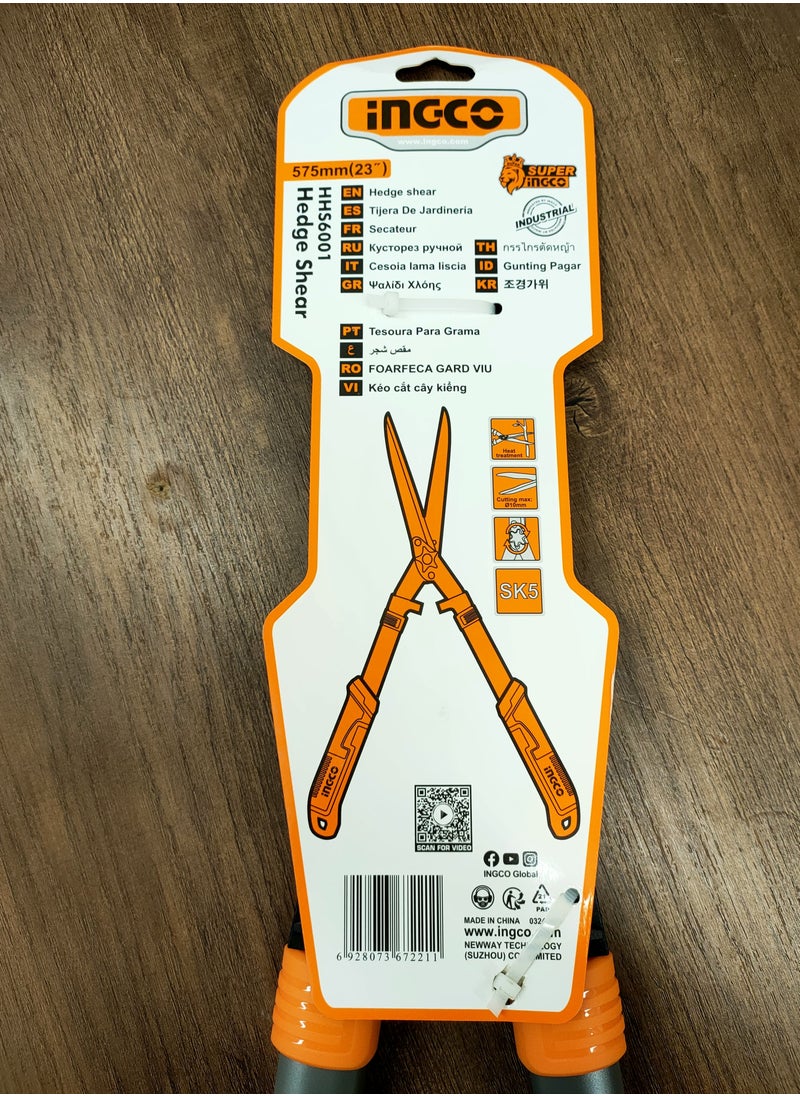 iNGCO
www.ingco.com
575mm(23˝)
SUPER
iNGCO
INDUSTRIAL
HHS6001
Hedge Shear
EN Hedge shear
ES Tijera De Jardineria
FR Secateur
RU Кусторез ручной
TH กรรไกรตัดหญ้า
IT Cesoia lama liscia
ID Gunting Pagar
GR Ψαλίδι Χλόης
KR 조경가위
PT Tesoura Para Grama
ع مقص شجر
RO FOARFECA GARD VIU
VI Kéo cắt cây kiểng
Heat
treatment
Cutting max:
Ø10mm
SK5
iNGCO
iNGCO
SCAN FOR VIDEO
INGCO Global
PAP
MADE IN CHINA
www.ingco
NEWWAY
(SUZHOU)
6 928073 672211